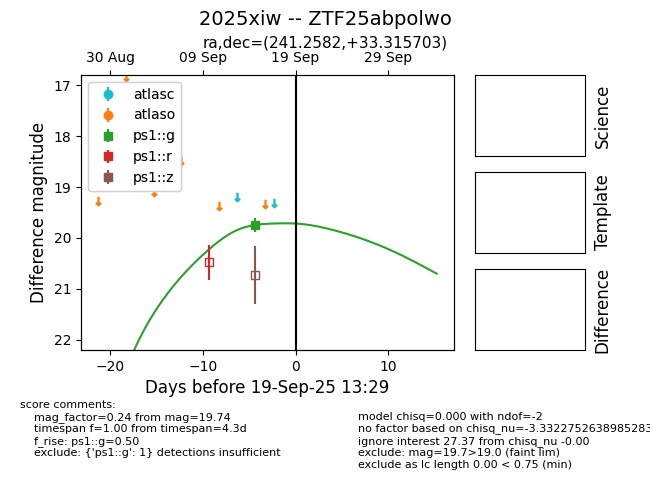 2025xiw -- ZTF25abpolwo
ra,dec=(241.2582,+33.315703)
30 Aug 09 Sep 19 Sep 29 Sep
17
18
19
20
21
22
Difference magnitude
atlasc
atlaso
ps1::g
ps1::r
ps1::z
−20 −10 0 10
Days before 19-Sep-25 13:29
Science
Template
Difference
score comments:
mag_factor=0.24 from mag=19.74
timespan f=1.00 from timespan=4.3d
f_rise: ps1::g=0.50
exclude: {'ps1::g': 1} detections insufficient
model chisq=0.000 with ndof=-2
no factor based on chisq_nu=-3.3322752638985283
ignore interest 27.37 from chisq_nu -0.00
exclude: mag=19.7>19.0 (faint lim)
exclude as lc length 0.00 < 0.75 (min)